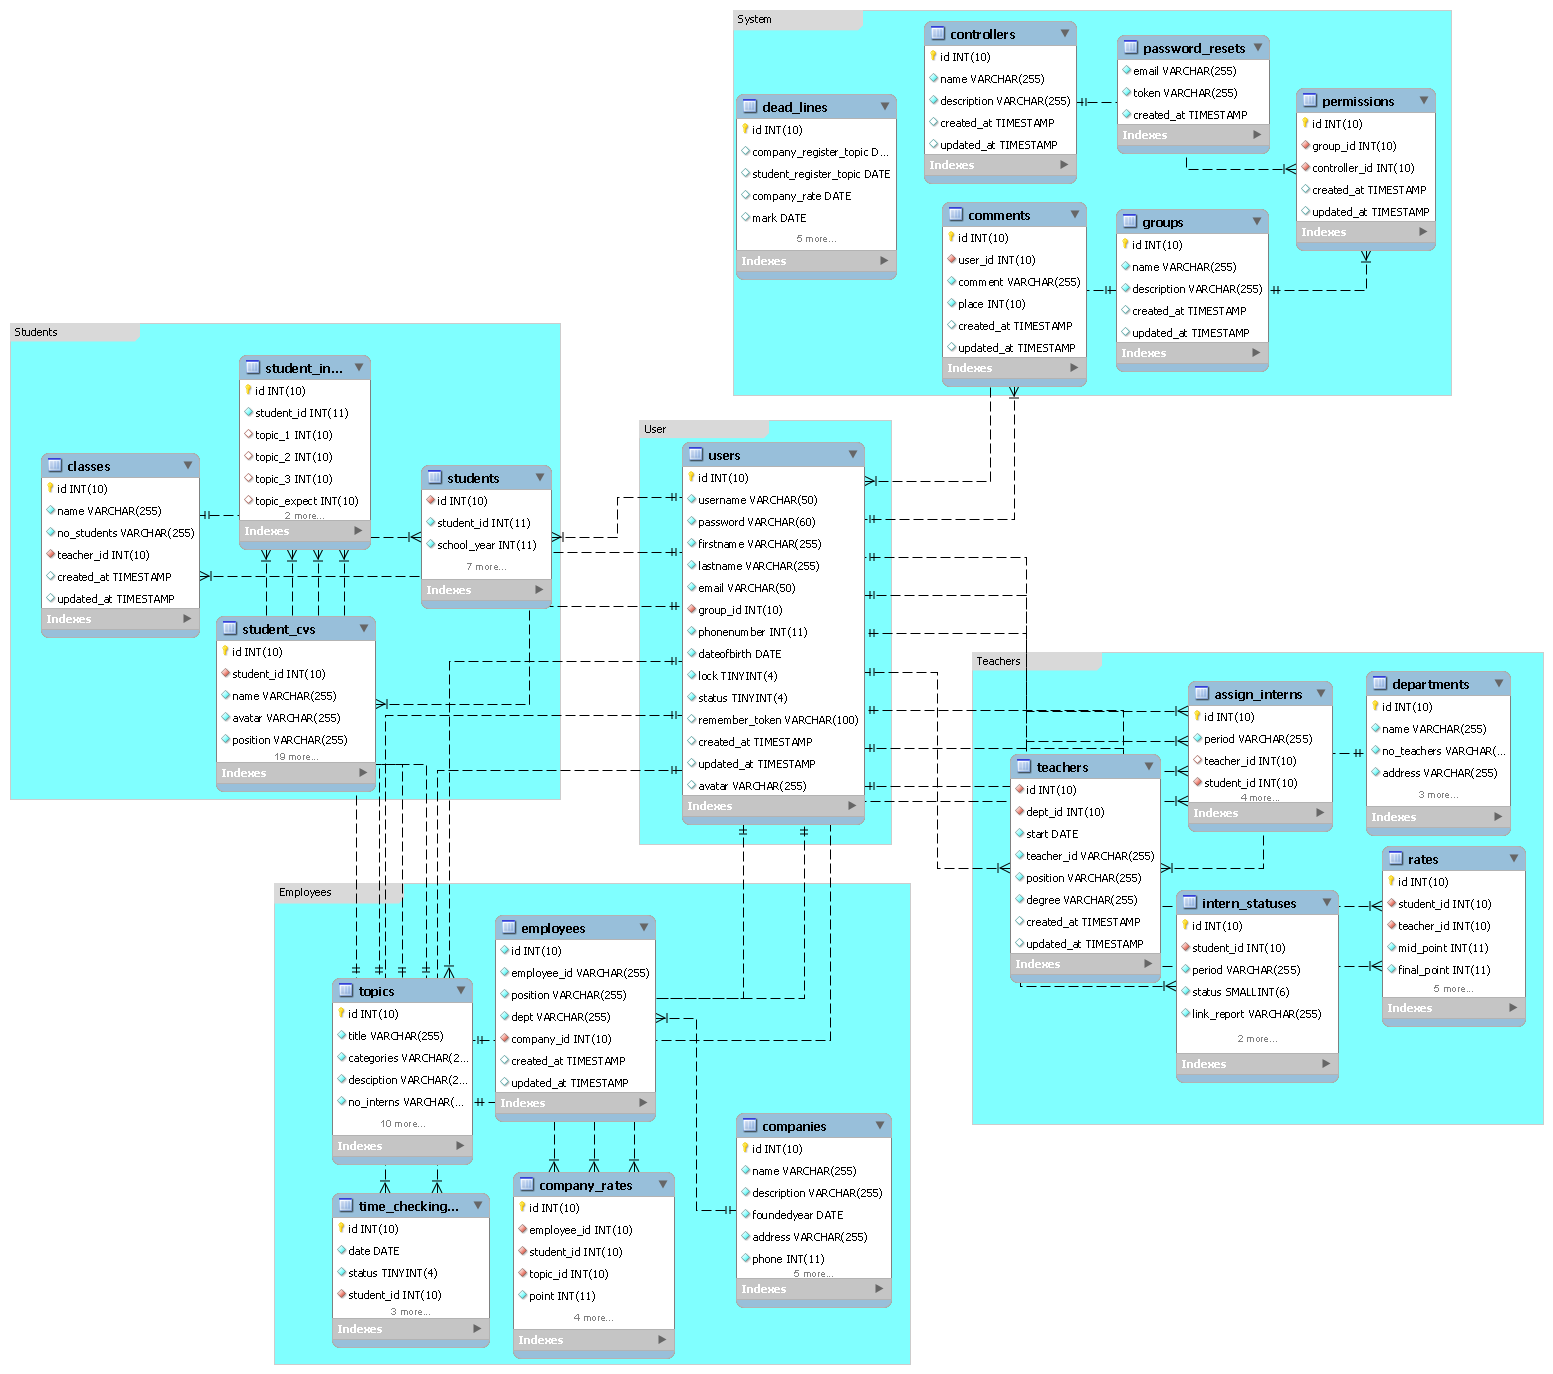 System
controllers
id INT(10)
name VARCHAR(255)
description VARCHAR(255)
created_at TIMESTAMP
updated_at TIMESTAMP
Indexes
password_resets
email VARCHAR(255)
token VARCHAR(255)
created_at TIMESTAMP
Indexes
permissions
id INT(10)
group_id INT(10)
controller_id INT(10)
created_at TIMESTAMP
updated_at TIMESTAMP
Indexes
dead_lines
id INT(10)
company_register_topic D...
student_register_topic DATE
company_rate DATE
mark DATE
5 more...
Indexes
comments
id INT(10)
user_id INT(10)
comment VARCHAR(255)
place INT(10)
created_at TIMESTAMP
updated_at TIMESTAMP
Indexes
groups
id INT(10)
name VARCHAR(255)
description VARCHAR(255)
created_at TIMESTAMP
updated_at TIMESTAMP
Indexes
Students
student_in...
id INT(10)
student_id INT(11)
topic_1 INT(10)
topic_2 INT(10)
topic_3 INT(10)
topic_expect INT(10)
2 more...
Indexes
classes
id INT(10)
name VARCHAR(255)
no_students VARCHAR(255)
teacher_id INT(10)
created_at TIMESTAMP
updated_at TIMESTAMP
Indexes
students
id INT(10)
student_id INT(11)
school_year INT(11)
7 more...
Indexes
student_cvs
id INT(10)
student_id INT(10)
name VARCHAR(255)
avatar VARCHAR(255)
position VARCHAR(255)
19 more...
Indexes
User
users
id INT(10)
username VARCHAR(50)
password VARCHAR(60)
firstname VARCHAR(255)
lastname VARCHAR(255)
email VARCHAR(50)
group_id INT(10)
phonenumber INT(11)
dateofbirth DATE
lock TINYINT(4)
status TINYINT(4)
remember_token VARCHAR(100)
created_at TIMESTAMP
updated_at TIMESTAMP
avatar VARCHAR(255)
Indexes
Teachers
assign_interns
id INT(10)
period VARCHAR(255)
teacher_id INT(10)
student_id INT(10)
4 more...
Indexes
departments
id INT(10)
name VARCHAR(255)
no_teachers VARCHAR(...
address VARCHAR(255)
3 more...
Indexes
teachers
id INT(10)
dept_id INT(10)
start DATE
teacher_id VARCHAR(255)
position VARCHAR(255)
degree VARCHAR(255)
created_at TIMESTAMP
updated_at TIMESTAMP
Indexes
rates
id INT(10)
student_id INT(10)
teacher_id INT(10)
mid_point INT(11)
final_point INT(11)
5 more...
Indexes
intern_statuses
id INT(10)
student_id INT(10)
period VARCHAR(255)
status SMALLINT(6)
link_report VARCHAR(255)
2 more...
Indexes
Employees
employees
id INT(10)
employee_id VARCHAR(255)
position VARCHAR(255)
dept VARCHAR(255)
company_id INT(10)
created_at TIMESTAMP
updated_at TIMESTAMP
Indexes
topics
id INT(10)
title VARCHAR(255)
categories VARCHAR(2...
desciption VARCHAR(2...
no_interns VARCHAR(...
10 more...
Indexes
companies
id INT(10)
name VARCHAR(255)
description VARCHAR(255)
foundedyear DATE
address VARCHAR(255)
phone INT(11)
5 more...
Indexes
time_checking...
id INT(10)
date DATE
status TINYINT(4)
student_id INT(10)
3 more...
Indexes
company_rates
id INT(10)
employee_id INT(10)
student_id INT(10)
topic_id INT(10)
point INT(11)
4 more...
Indexes